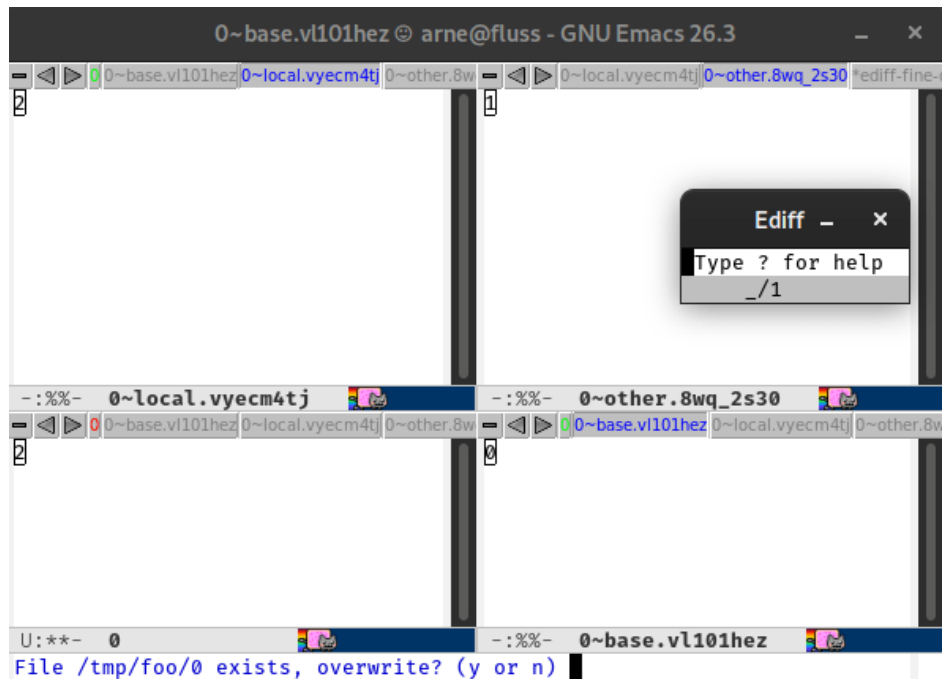 0~base.vl101hez ☺ arne@fluss - GNU Emacs 26.3
0 0~base.vl101hez 0~local.vyecm4tj 0~other.8w 0~local.vyecm4tj 0~other.8wq_2s30 *ediff-fine-
2 1
Ediff
Type ? for help
_/1
-:%%- 0~local.vyecm4tj -:%%- 0~other.8wq_2s30
0 0~base.vl101hez 0~local.vyecm4tj 0~other.8w 0 0~base.vl101hez 0~local.vyecm4tj 0~other.8w
2 0
U:**- 0 -:%%- 0~base.vl101hez
File /tmp/foo/0 exists, overwrite? (y or n)